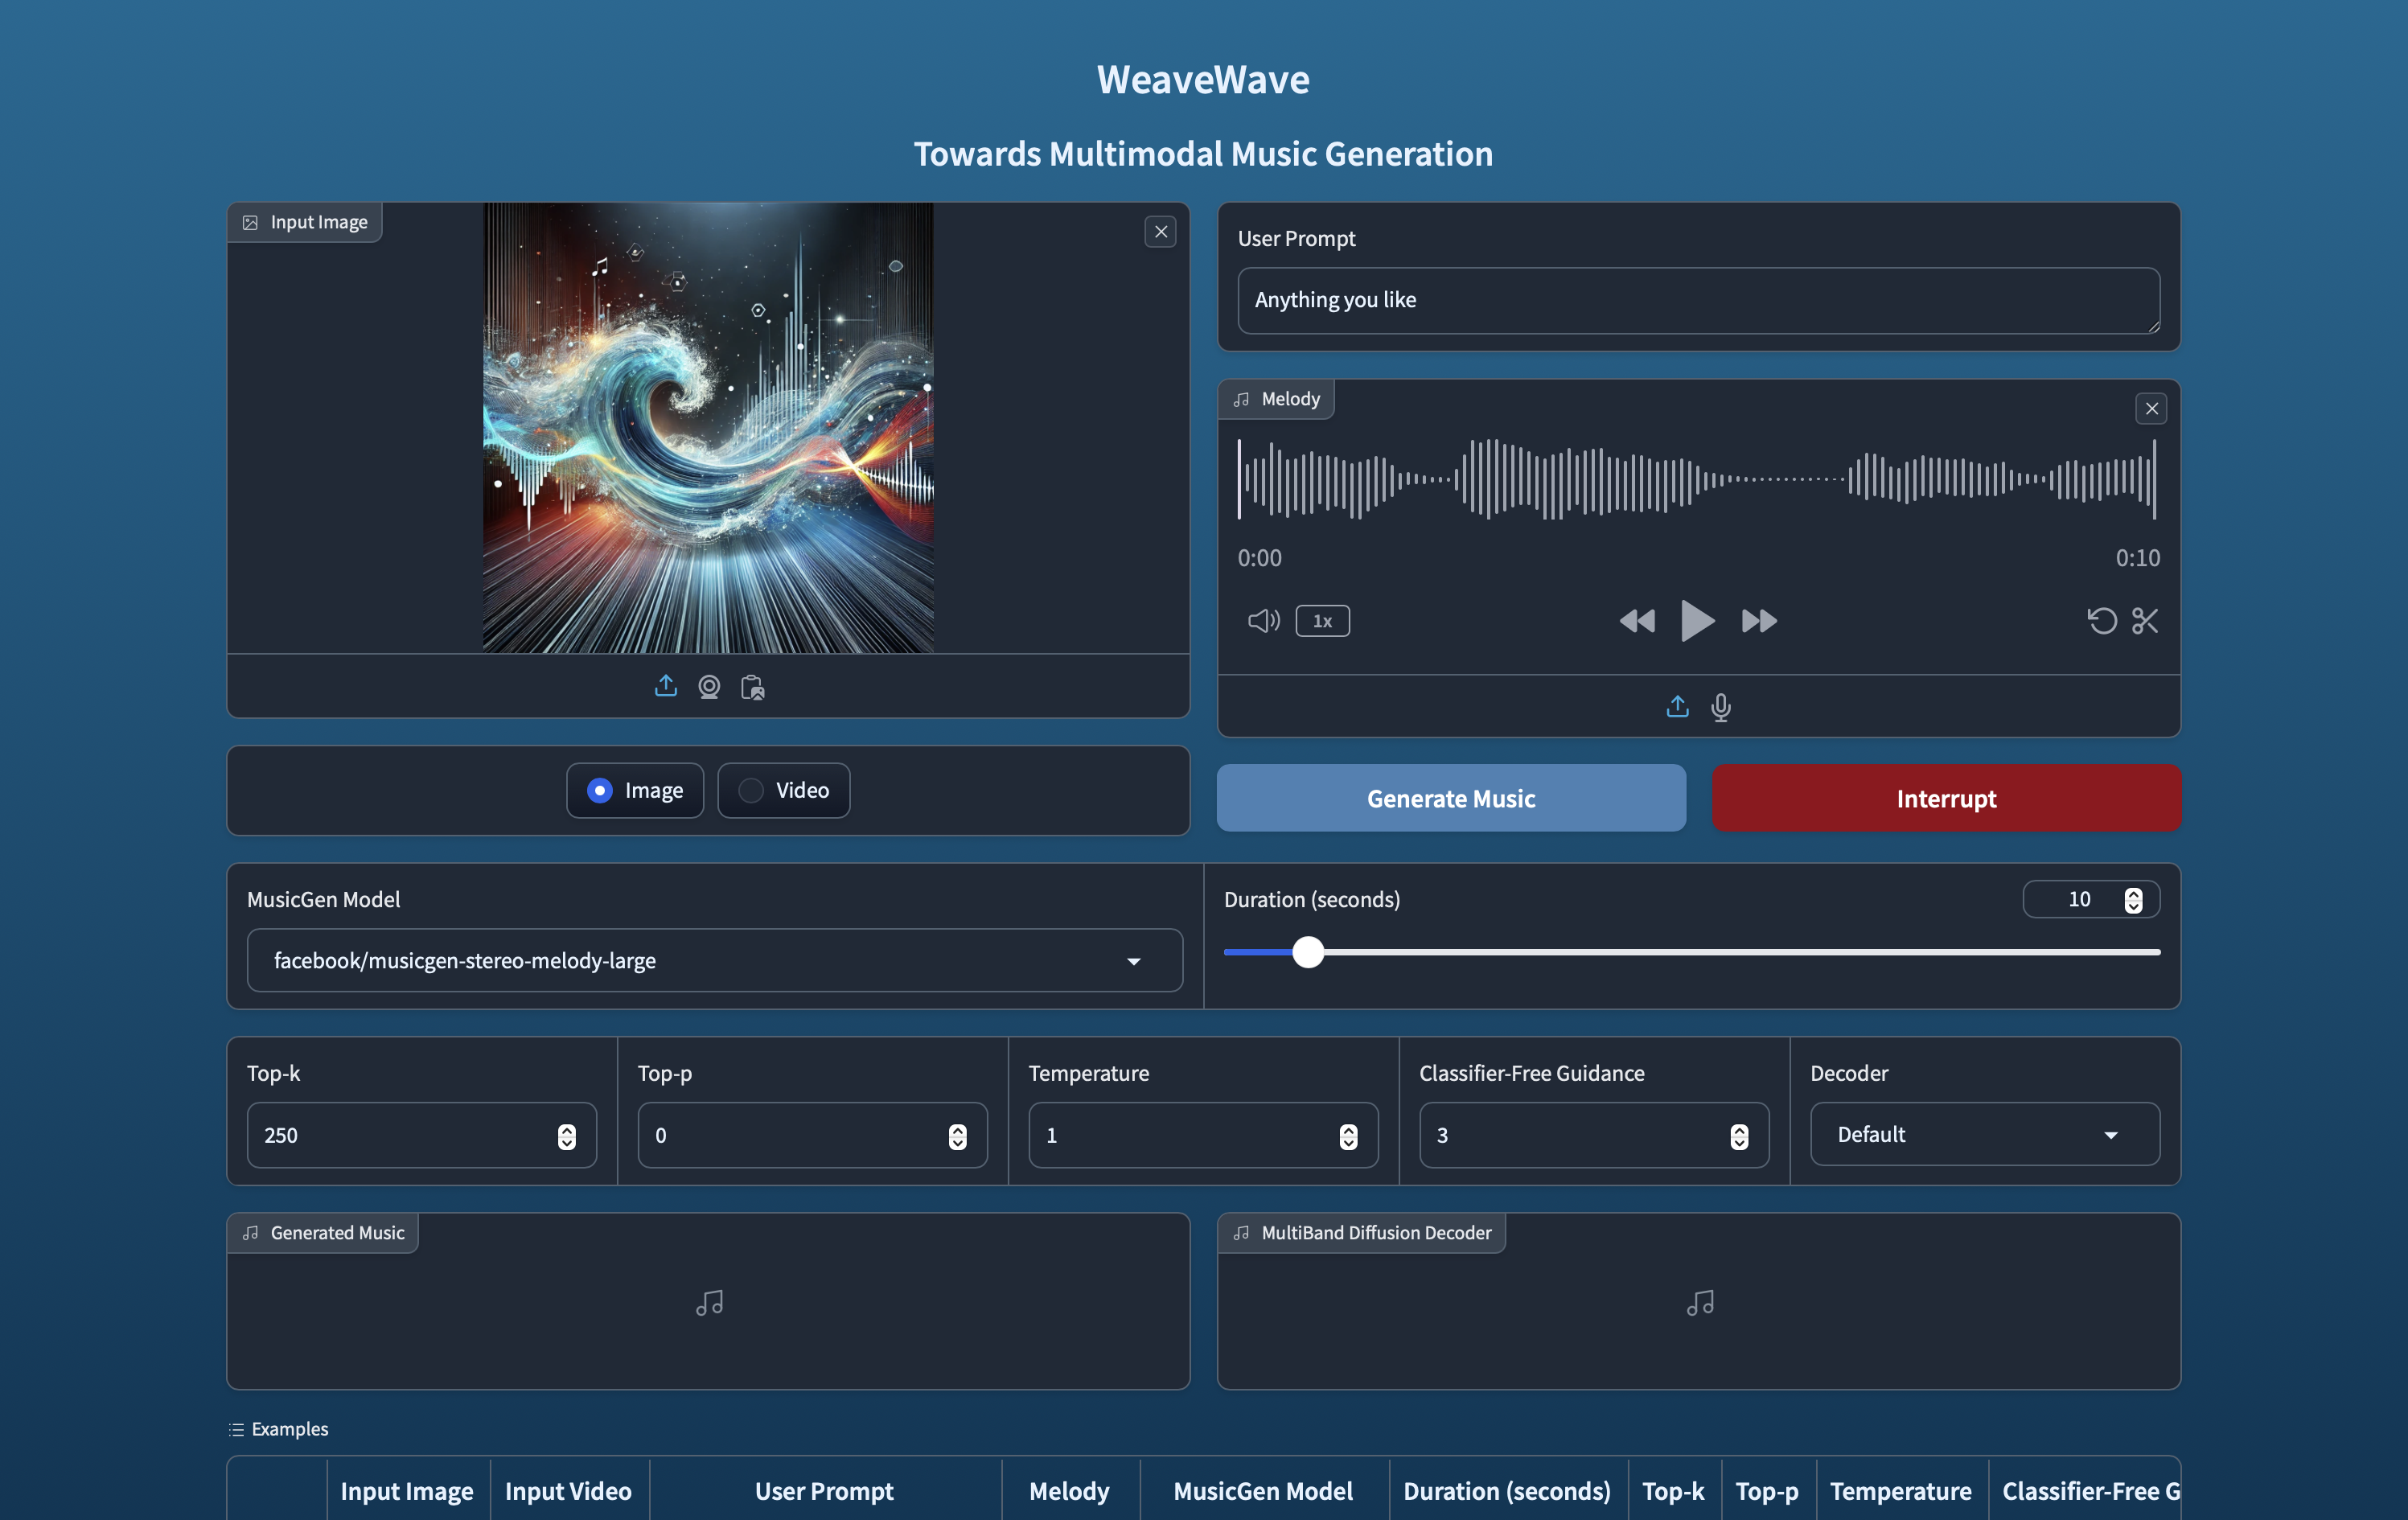 WeaveWave
Towards Multimodal Music Generation
Input Image
User Prompt
Anything you like
Melody
0:00
0:10
1x
Image
Video
Generate Music
Interrupt
MusicGen Model
facebook/musicgen-stereo-melody-large
Duration (seconds)
10
Top-k
250
Top-p
0
Temperature
1
Classifier-Free Guidance
3
Decoder
Default
Generated Music
MultiBand Diffusion Decoder
Examples
Input Image
Input Video
User Prompt
Melody
MusicGen Model
Duration (seconds)
Top-k
Top-p
Temperature
Classifier-Free G